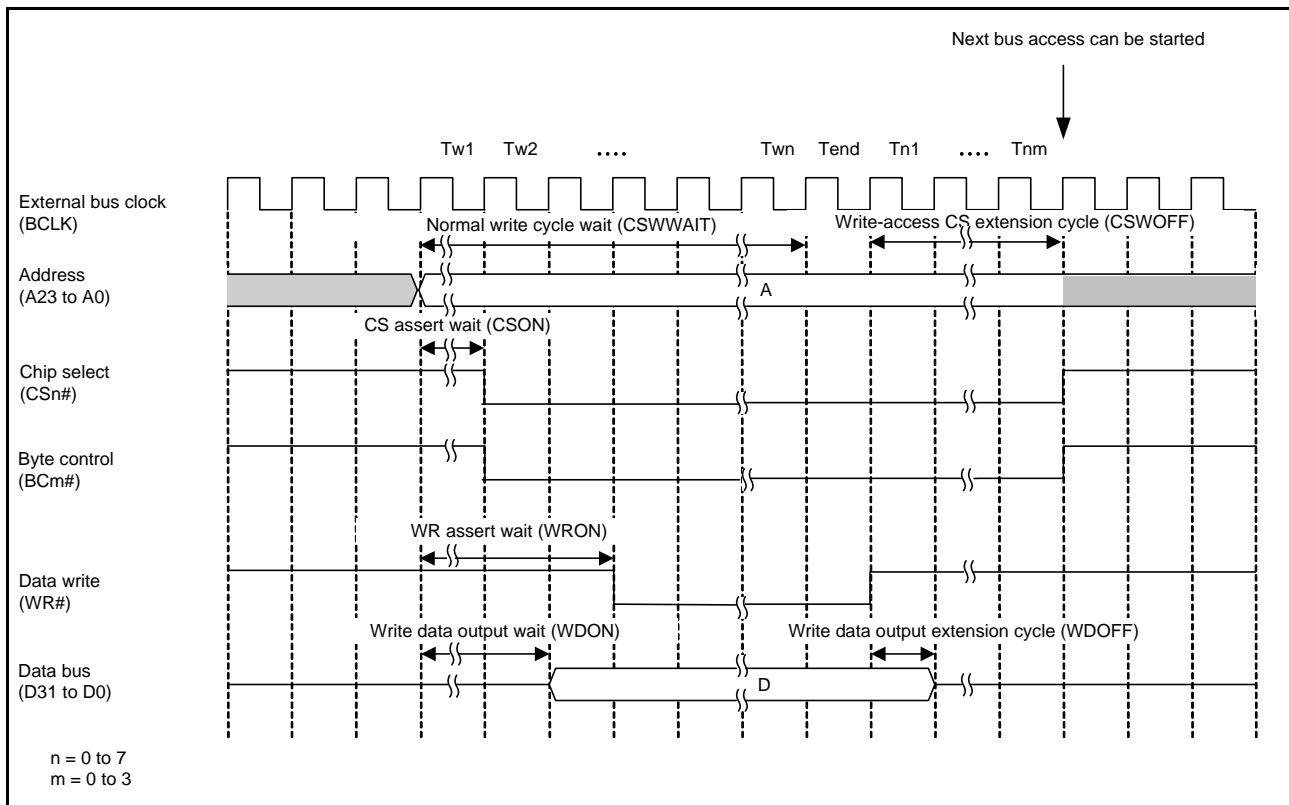 Next bus access can be started
Tw1 Tw2 .... Twn Tend Tn1 .... Tnm
External bus clock
(BCLK)
Normal write cycle wait (CSWWAIT)
Write-access CS extension cycle (CSWOFF)
Address
(A23 to A0)
A
CS assert wait (CSON)
Chip select
(CSn#)
Byte control
(BCm#)
WR assert wait (WRON)
Data write
(WR#)
Write data output wait (WDON)
Write data output extension cycle (WDOFF)
Data bus
(D31 to D0)
D
n = 0 to 7
m = 0 to 3